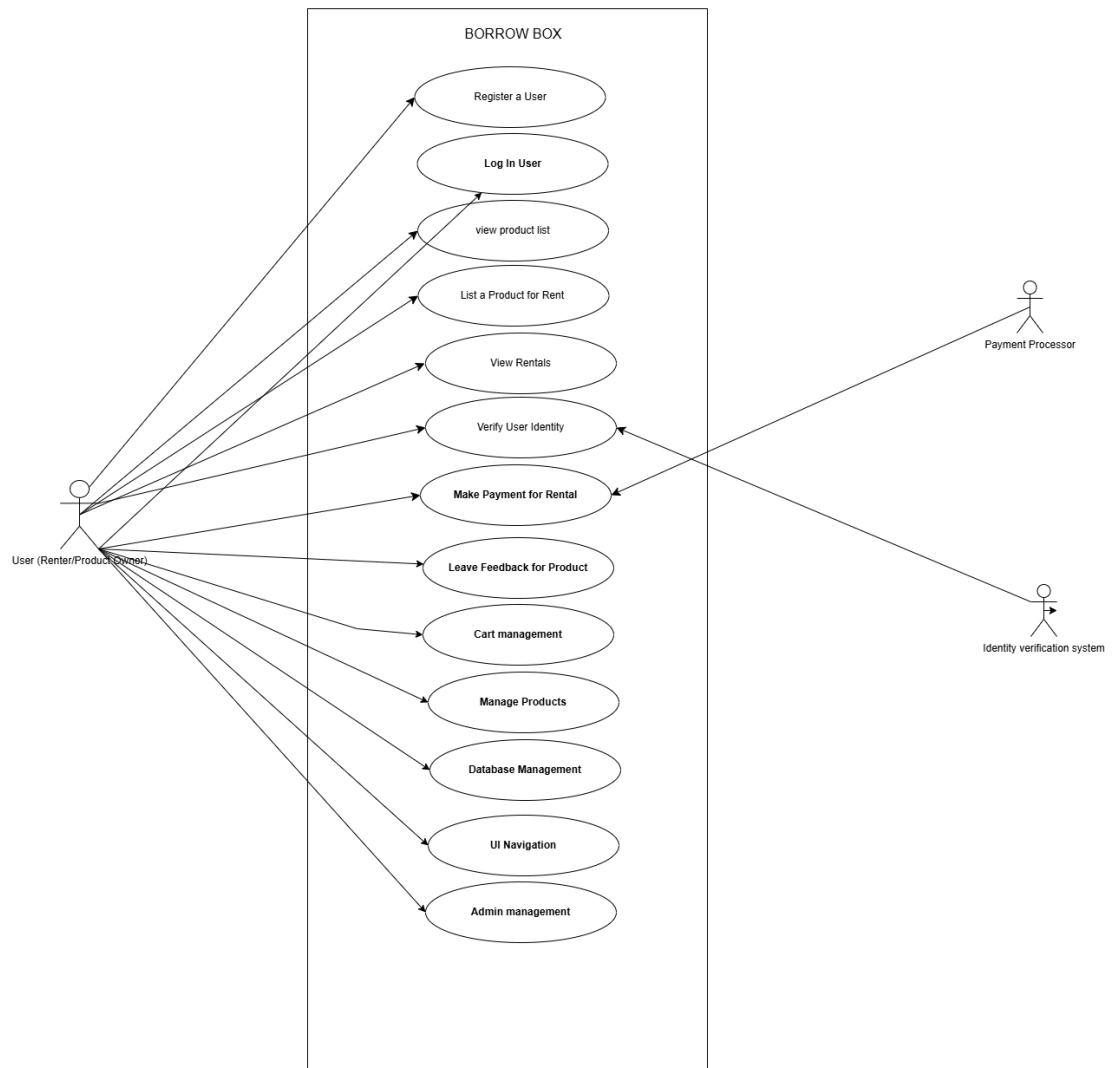 BORROW BOX
Register a User
Log In User
view product list
List a Product for Rent
View Rentals
Verify User Identity
Make Payment for Rental
Leave Feedback for Product
Cart management
Manage Products
Database Management
UI Navigation
Admin management
User (Renter/Product Owner)
Payment Processor
Identity verification system